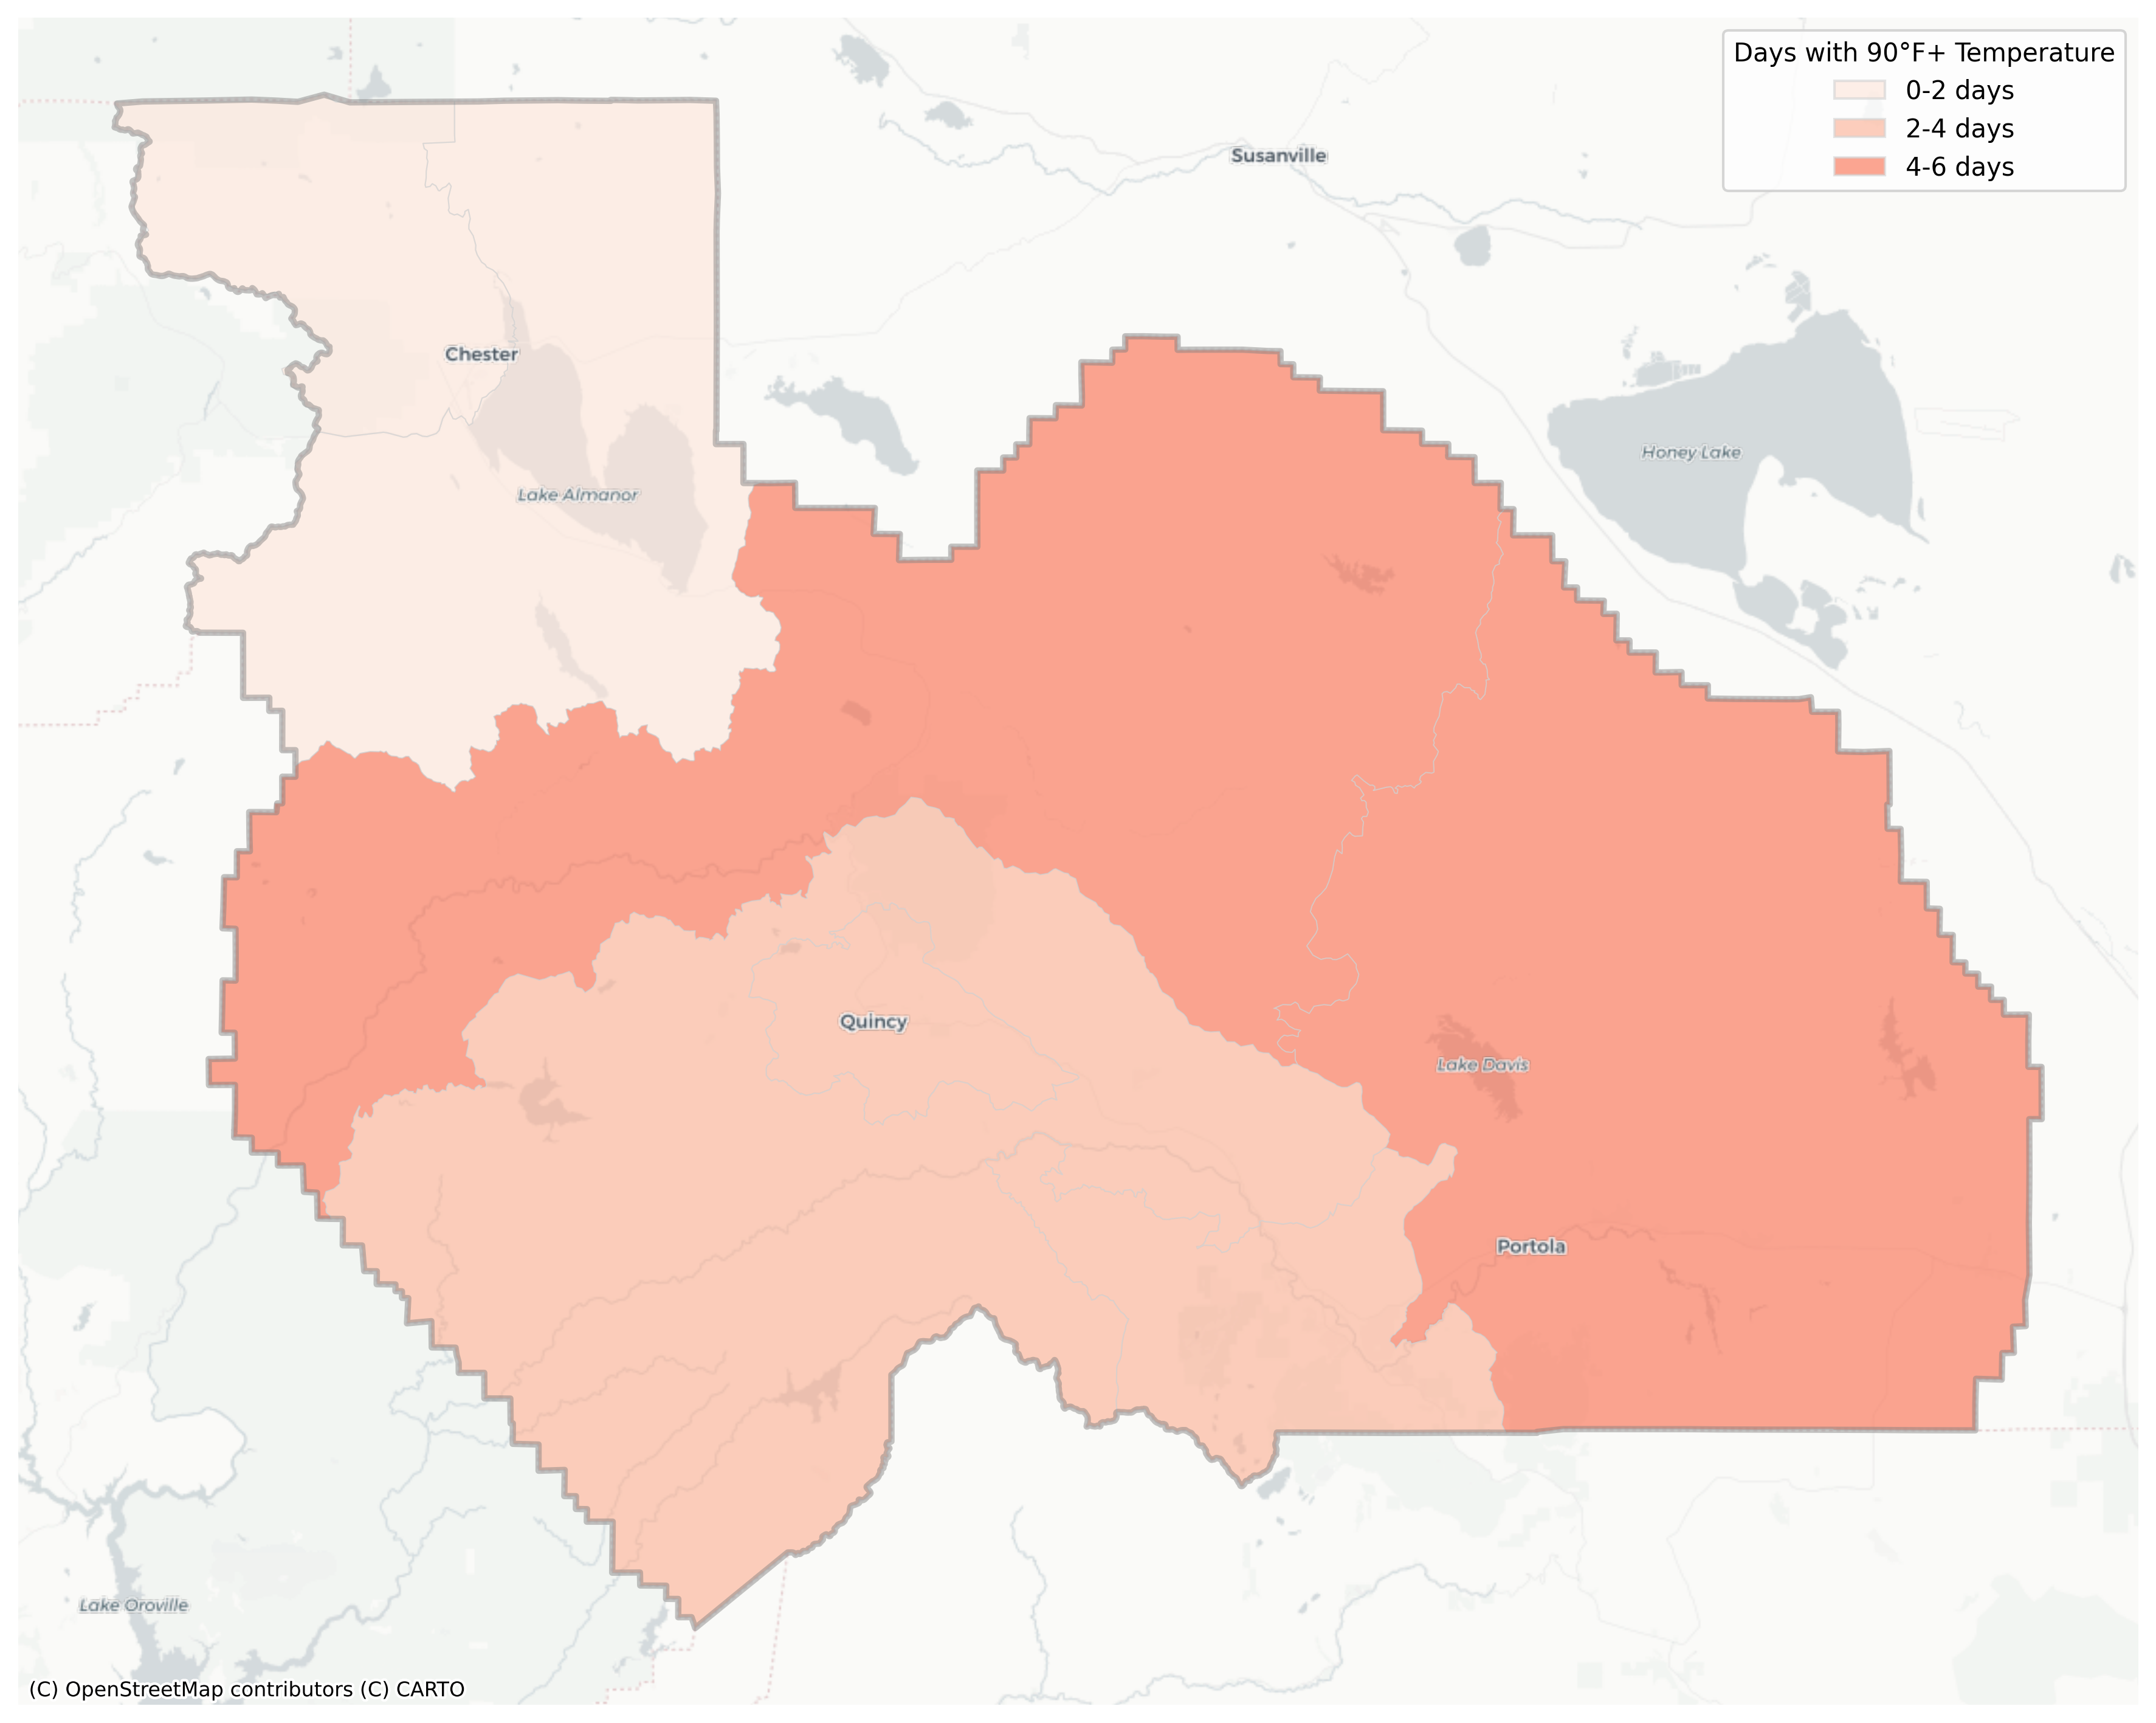 Days with 90°F+ Temperature
0-2 days
2-4 days
4-6 days
Susanville
Chester
Honey Lake
Lake Almanor
Quincy
Lake Davis
Portola
Lake Oroville
(C) OpenStreetMap contributors (C) CARTO